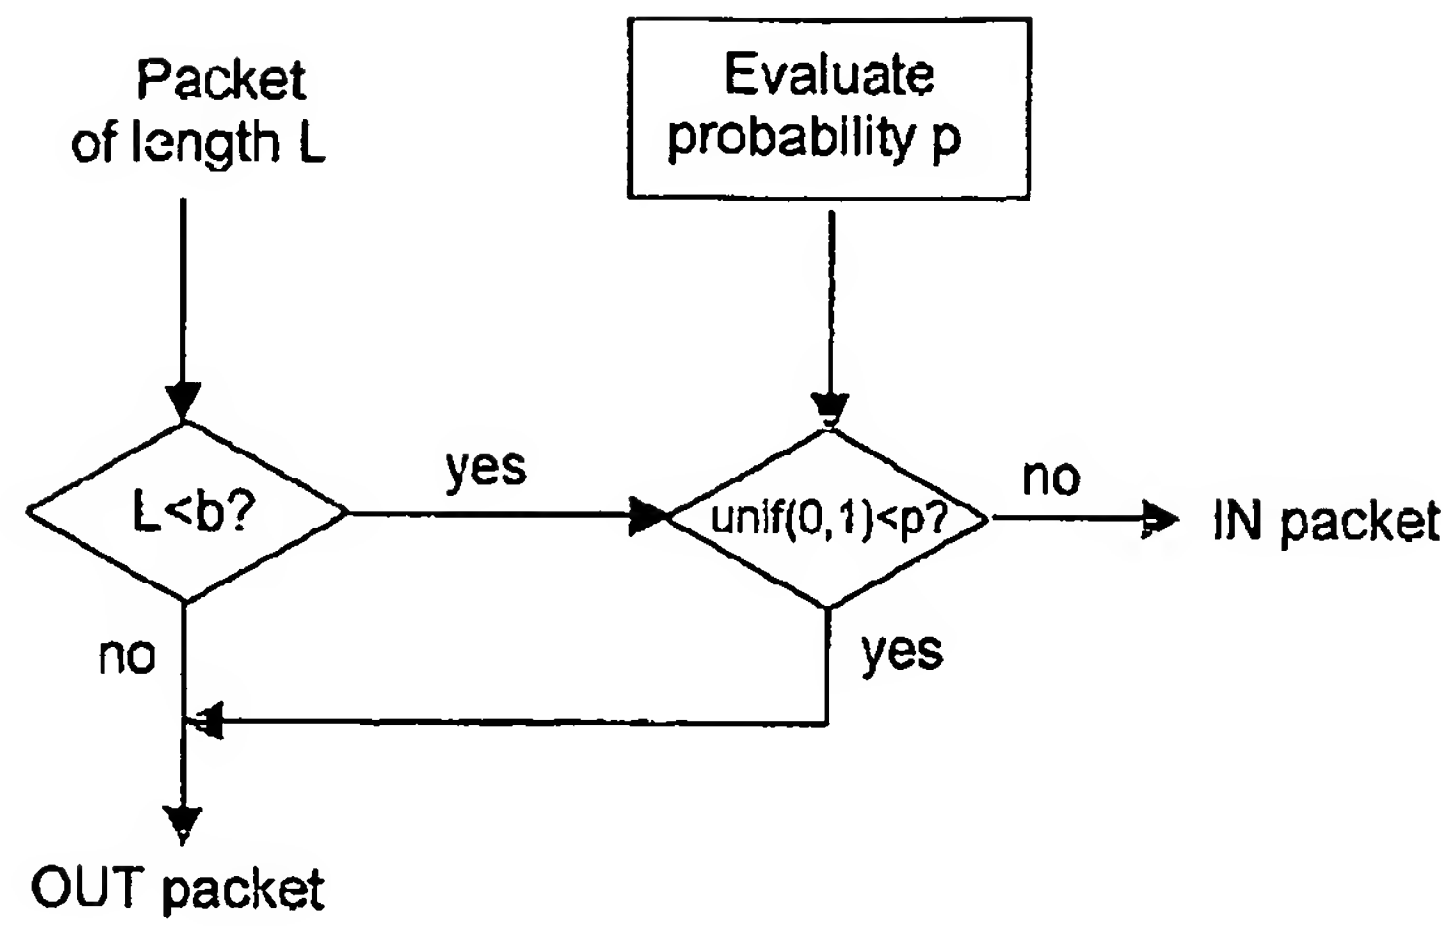 Packet
of length L
Evaluate
probability p
L<b?
yes
unif(0,1)<p?
no
IN packet
no
yes
OUT packet